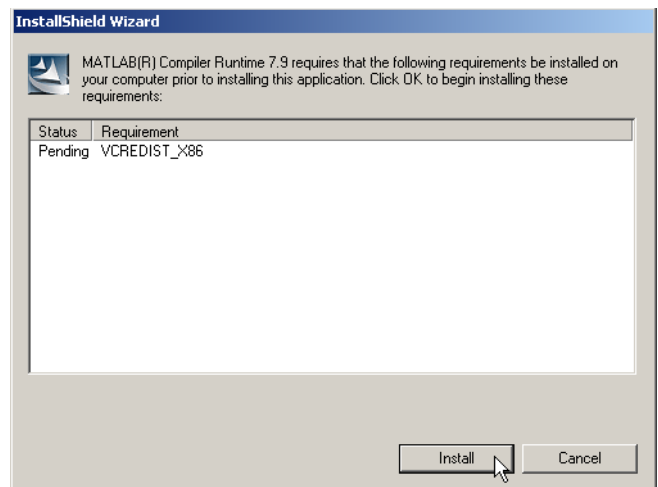 InstallShield Wizard
MATLAB(R) Compiler Runtime 7.9 requires that the following requirements be installed on
your computer prior to installing this application. Click OK to begin installing these
requirements:
Status Requirement
Pending VCREDIST_X86
Install Cancel